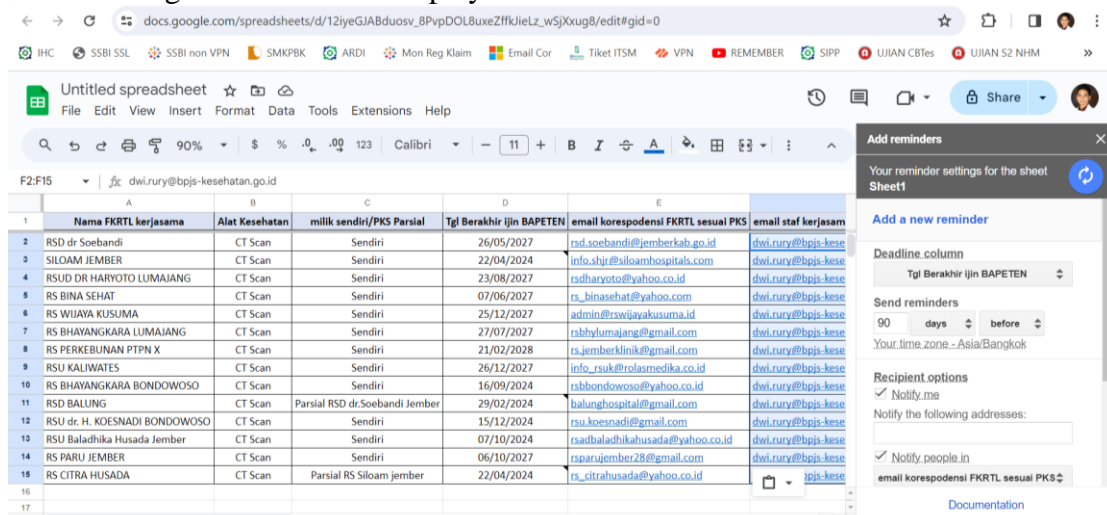 docs.google.com/spreadsheets/d/12iyeGJABduosv_8PvpDOL8uxeZffkJieLz_wSjXxug8/edit#gid=0
IHC SSBI SSL SSBI non VPN SMKPBK ARDI Mon Reg Klaim Email Cor Tiket ITSM VPN REMEMBER SIPP UJIAN CBTes UJIAN S2 NHM »
Untitled spreadsheet
File Edit View Insert Format Data Tools Extensions Help
Share
90% $ % .0 .00 123 Calibri − 11 + B I A
F2:F15 fx dwi.rury@bpjs-kesehatan.go.id
A B C D E
1 Nama FKRTL kerjasama Alat Kesehatan milik sendiri/PKS Parsial Tgl Berakhir ijin BAPETEN email korespodensi FKRTL sesuai PKS email staf kerjasam
2 RSD dr Soebandi CT Scan Sendiri 26/05/2027 rsd.soebandi@jemberkab.go.id dwi.rury@bpjs-kese
3 SILOAM JEMBER CT Scan Sendiri 22/04/2024 info.shjr@siloamhospitals.com dwi.rury@bpjs-kese
4 RSUD DR HARYOTO LUMAJANG CT Scan Sendiri 23/08/2027 rsdharyoto@yahoo.co.id dwi.rury@bpjs-kese
5 RS BINA SEHAT CT Scan Sendiri 07/06/2027 rs_binasehat@yahoo.com dwi.rury@bpjs-kese
6 RS WIJAYA KUSUMA CT Scan Sendiri 25/12/2027 admin@rswijayakusuma.id dwi.rury@bpjs-kese
7 RS BHAYANGKARA LUMAJANG CT Scan Sendiri 27/07/2027 rsbhylumajang@gmail.com dwi.rury@bpjs-kese
8 RS PERKEBUNAN PTPN X CT Scan Sendiri 21/02/2028 rs.jemberklinik@gmail.com dwi.rury@bpjs-kese
9 RSU KALIWATES CT Scan Sendiri 26/12/2027 info_rsuk@rolasmedika.co.id dwi.rury@bpjs-kese
10 RS BHAYANGKARA BONDOWOSO CT Scan Sendiri 16/09/2024 rsbbondowoso@yahoo.co.id dwi.rury@bpjs-kese
11 RSD BALUNG CT Scan Parsial RSD dr.Soebandi Jember 29/02/2024 balunghospital@gmail.com dwi.rury@bpjs-kese
12 RSU dr. H. KOESNADI BONDOWOSO CT Scan Sendiri 15/12/2024 rsu.koesnadi@gmail.com dwi.rury@bpjs-kese
13 RSU Baladhika Husada Jember CT Scan Sendiri 07/10/2024 rsadbaladhikahusada@yahoo.co.id dwi.rury@bpjs-kese
14 RS PARU JEMBER CT Scan Sendiri 06/10/2027 rsparujember28@gmail.com dwi.rury@bpjs-kese
15 RS CITRA HUSADA CT Scan Parsial RS Siloam jember 22/04/2024 rs_citrahusada@yahoo.co.id bpjs-kese
16
17
Add reminders
Your reminder settings for the sheet
Sheet1
Add a new reminder
Deadline column
Tgl Berakhir ijin BAPETEN
Send reminders
90 days before
Your time zone - Asia/Bangkok
Recipient options
Notify me
Notify the following addresses:
Notify people in
email korespodensi FKRTL sesuai PKS
Documentation